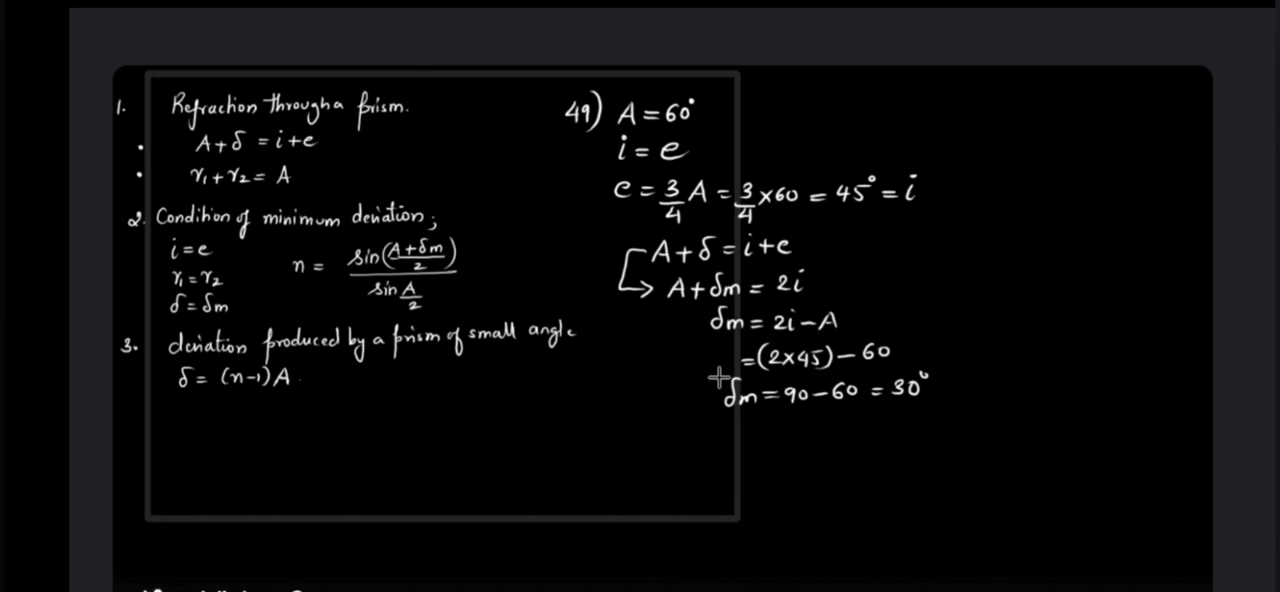 1. Refraction through a prism.
• A+δ = i+e
• r₁ + r₂ = A
2. Condition of minimum deviation;
i = e
r₁ = r₂
δ = δm
n = sin(A+δm/2) / sin A/2
3. deviation produced by a prism of small angle
δ = (n-1)A.
49) A = 60°
i = e
e = 3/4 A = 3/4 × 60 = 45° = i
A + δ = i+e
→ A + δm = 2i
δm = 2i - A
= (2×45) - 60
δm = 90 - 60 = 30°